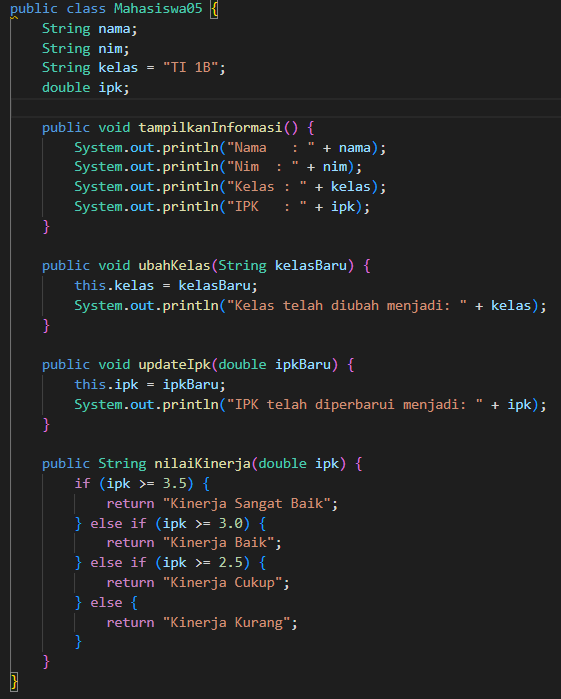 public class Mahasiswa05 {
    String nama;
    String nim;
    String kelas = "TI 1B";
    double ipk;

    public void tampilkanInformasi() {
        System.out.println("Nama   : " + nama);
        System.out.println("Nim  : " + nim);
        System.out.println("Kelas : " + kelas);
        System.out.println("IPK   : " + ipk);
    }

    public void ubahKelas(String kelasBaru) {
        this.kelas = kelasBaru;
        System.out.println("Kelas telah diubah menjadi: " + kelas);
    }

    public void updateIpk(double ipkBaru) {
        this.ipk = ipkBaru;
        System.out.println("IPK telah diperbarui menjadi: " + ipk);
    }

    public String nilaiKinerja(double ipk) {
        if (ipk >= 3.5) {
            return "Kinerja Sangat Baik";
        } else if (ipk >= 3.0) {
            return "Kinerja Baik";
        } else if (ipk >= 2.5) {
            return "Kinerja Cukup";
        } else {
            return "Kinerja Kurang";
        }
    }
}